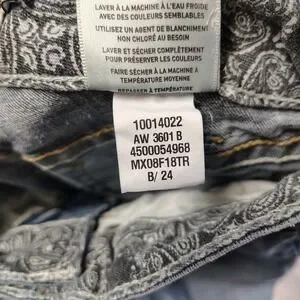 LAVER À LA MACHINE À L'EAU FROIDE
AVEC DES COULEURS SEMBLABLES
UTILISEZ UN AGENT DE BLANCHIMENT
NON CHLORÉ AU BESOIN
LAVER ET SÉCHER COMPLÈTEMENT
POUR PRÉSERVER LES COULEURS
FAIRE SÉCHER À LA MACHINE À
TEMPÉRATURE MOYENNE
REPASSER À TEMPÉRATURE
10014022
AW 3601 B
4500054968
MX08F18TR
B/ 24